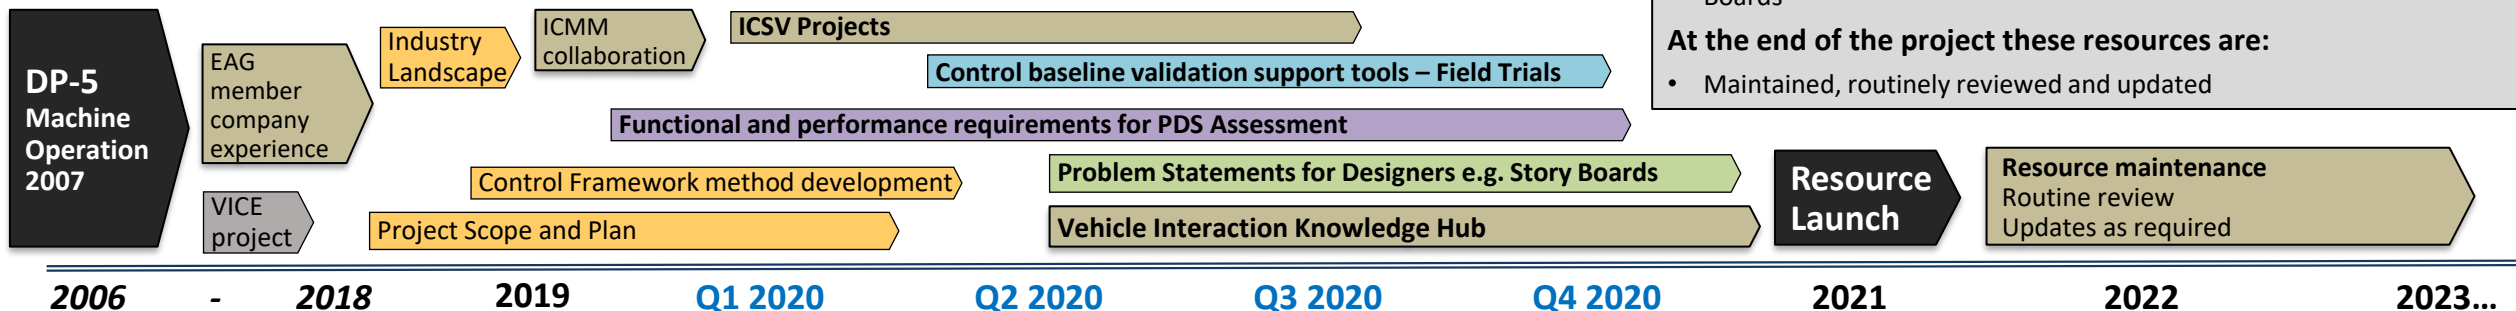 DP-5
Machine
Operation
2007
EAG
member
company
experience
VICE
project
Industry
Landscape
ICMM
collaboration
ICSV Projects
Control baseline validation support tools – Field Trials
Functional and performance requirements for PDS Assessment
Control Framework method development
Project Scope and Plan
Problem Statements for Designers e.g. Story Boards
Vehicle Interaction Knowledge Hub
Boards
At the end of the project these resources are:
• Maintained, routinely reviewed and updated
Resource
Launch
Resource maintenance
Routine review
Updates as required
2006 - 2018 2019 Q1 2020 Q2 2020 Q3 2020 Q4 2020 2021 2022 2023...